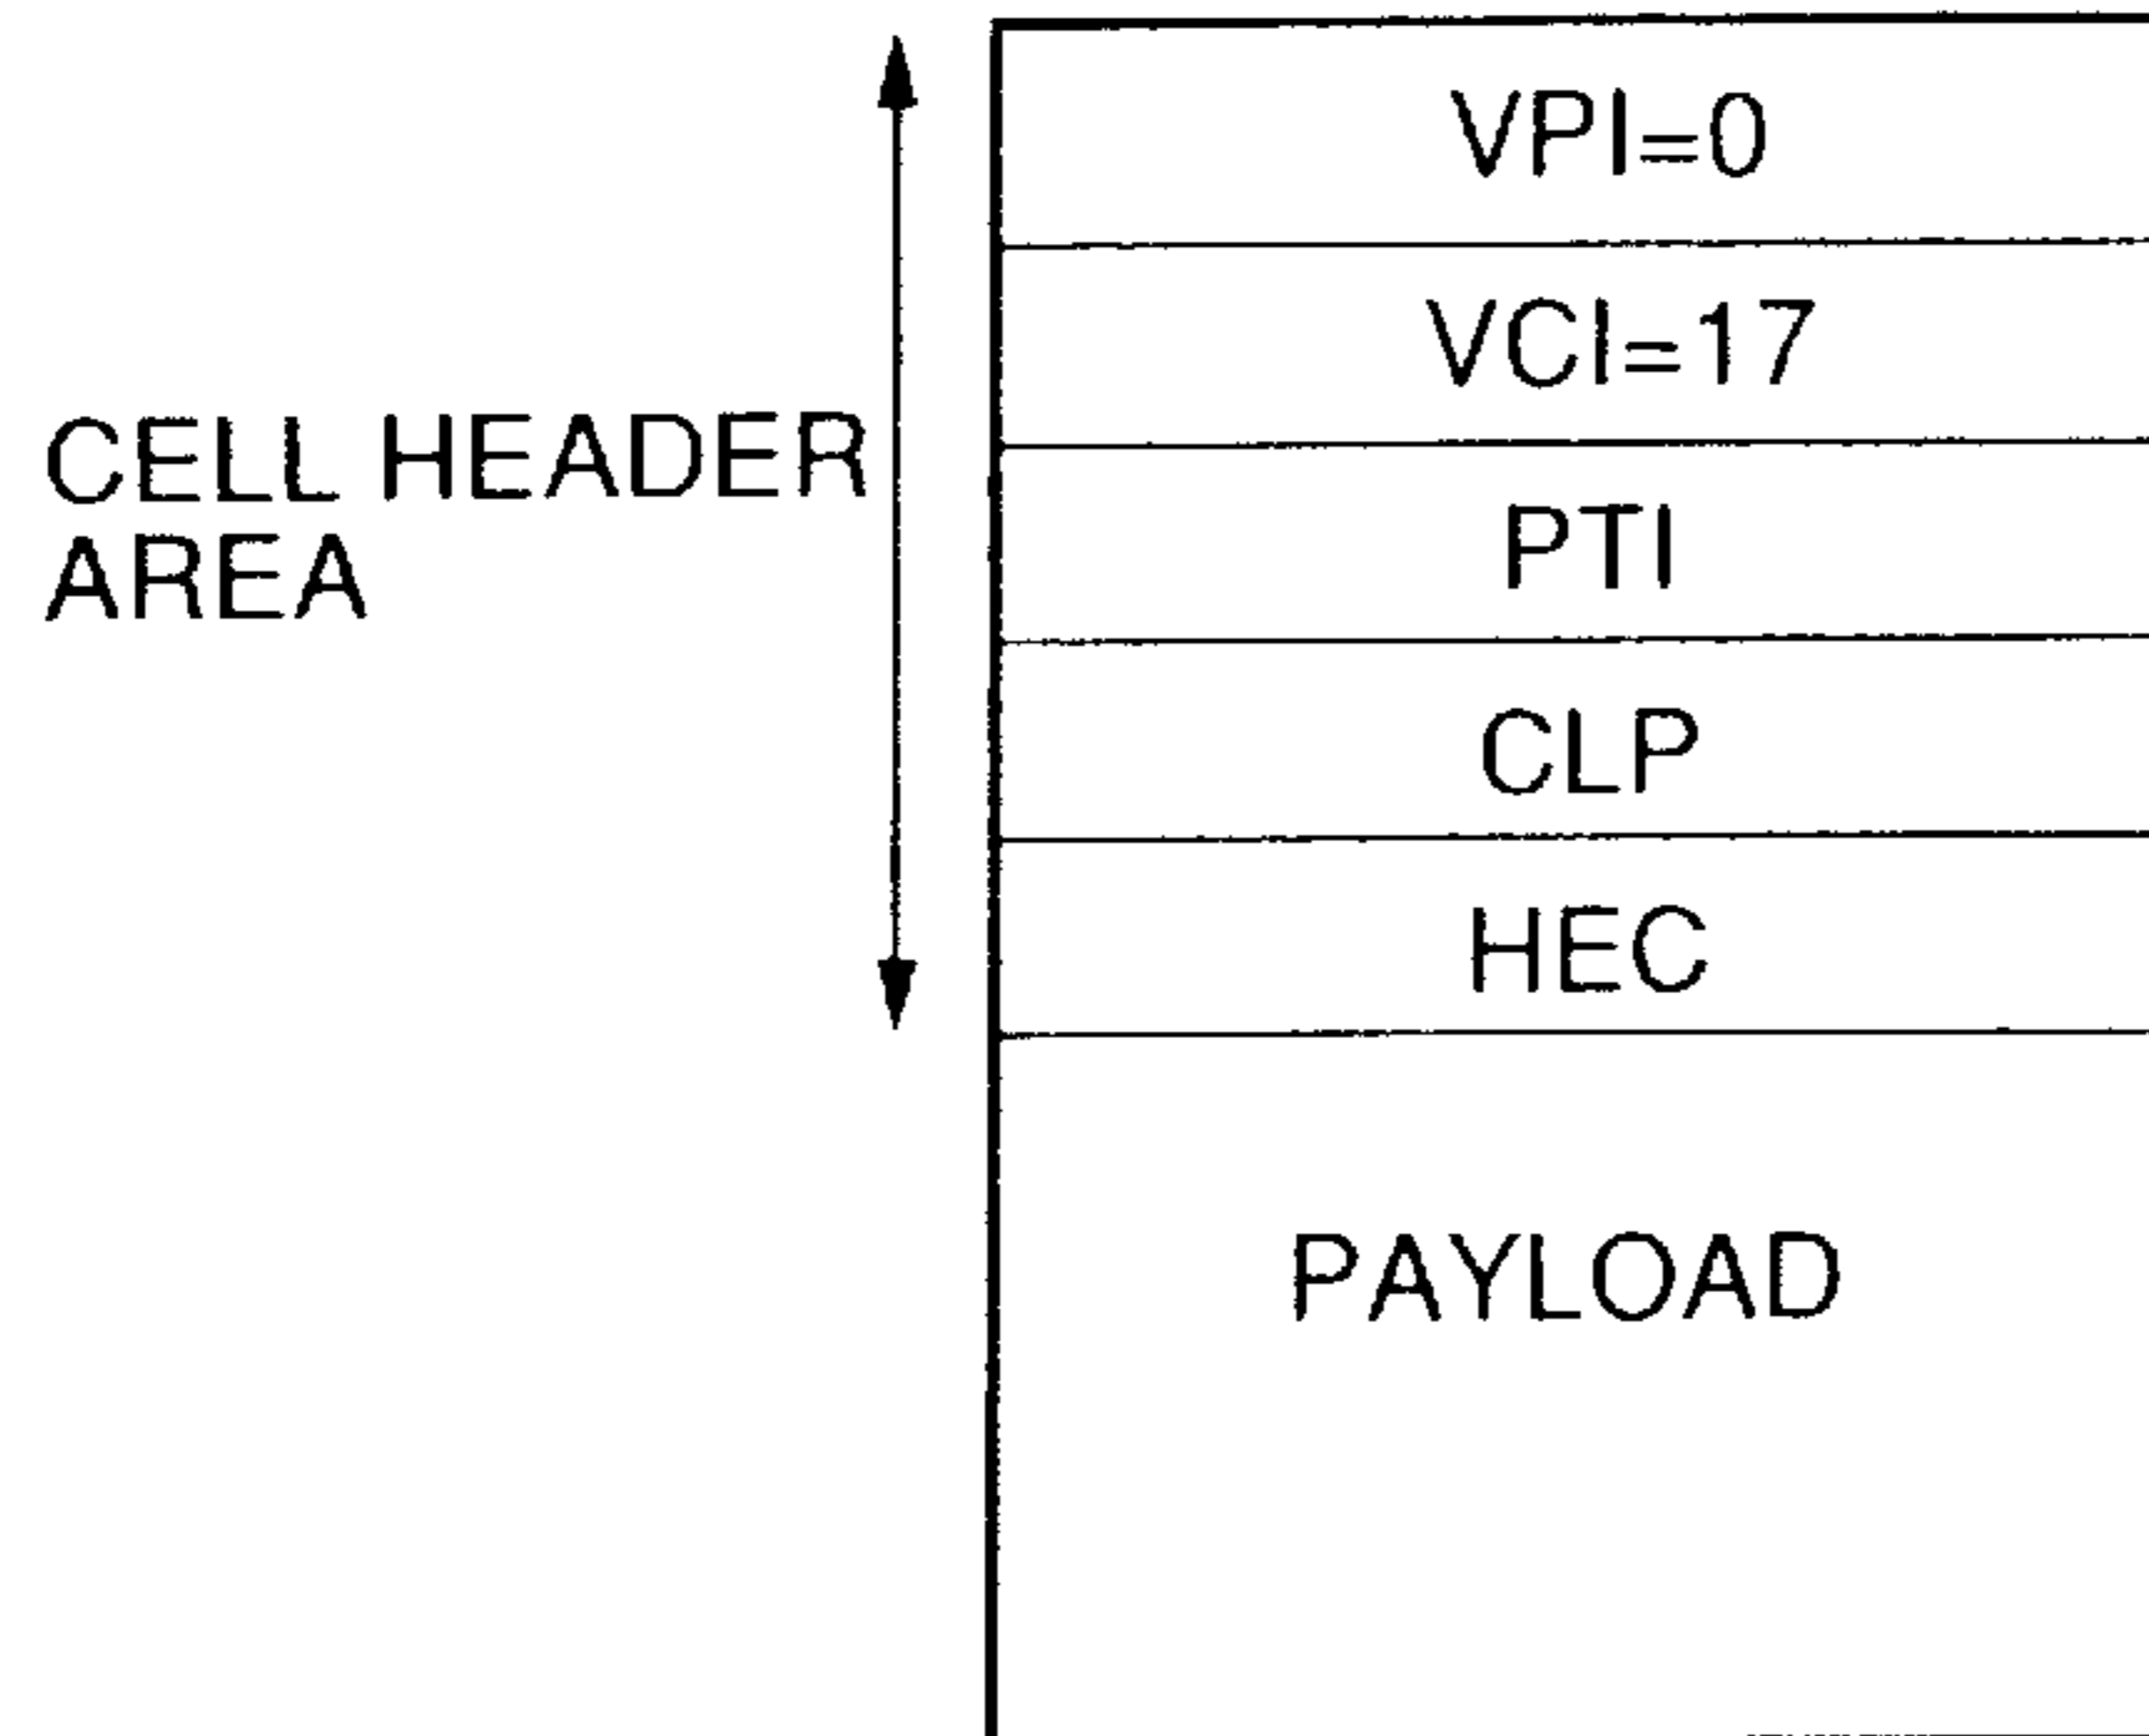 VPI=0
VCI=17
CELL HEADER
AREA
PTI
CLP
HEC
PAYLOAD